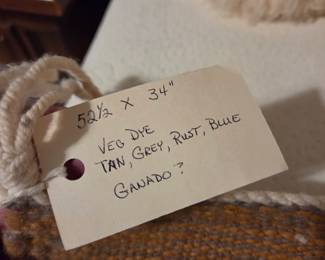 52½ x 34"
VEG DYE
TAN, GREY, RUST, BLUE
GANADO?